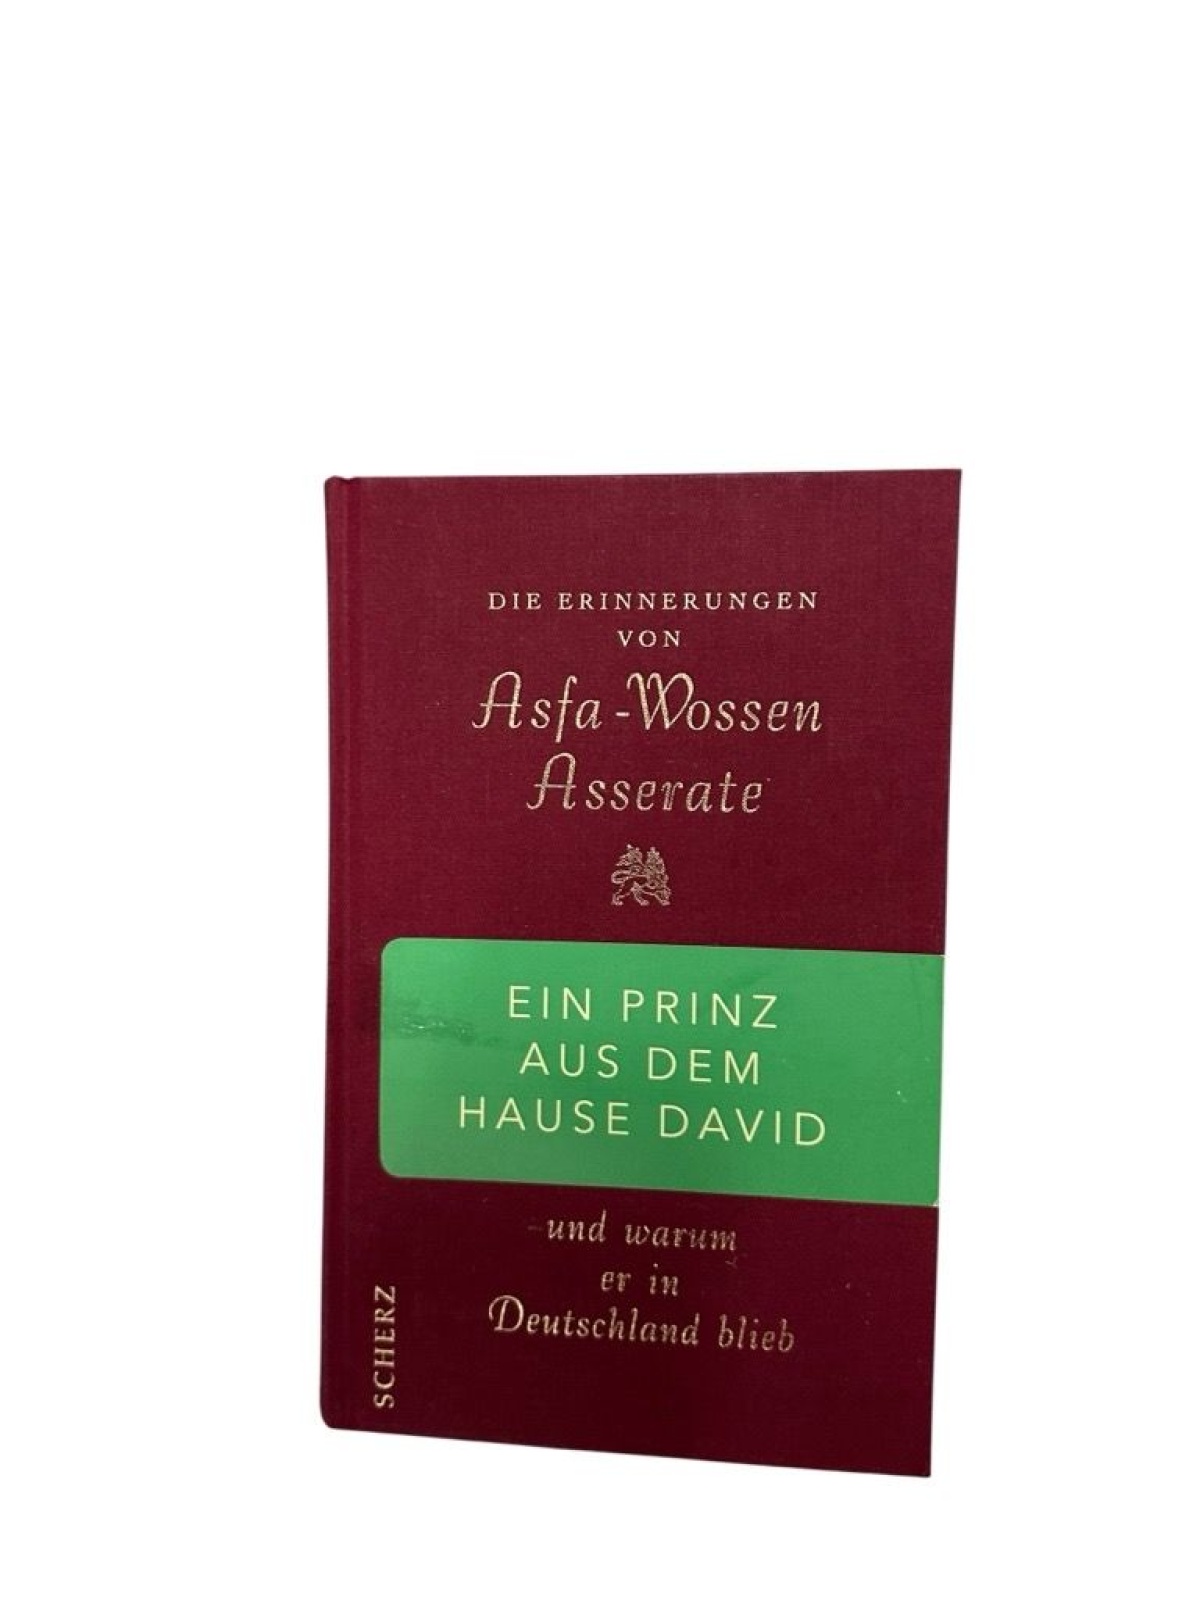 DIE ERINNERUNGEN
VON
Asfa-Wossen
Asserate
EIN PRINZ
AUS DEM
HAUSE DAVID
-und warum
er in
Deutschland blieb
SCHERZ